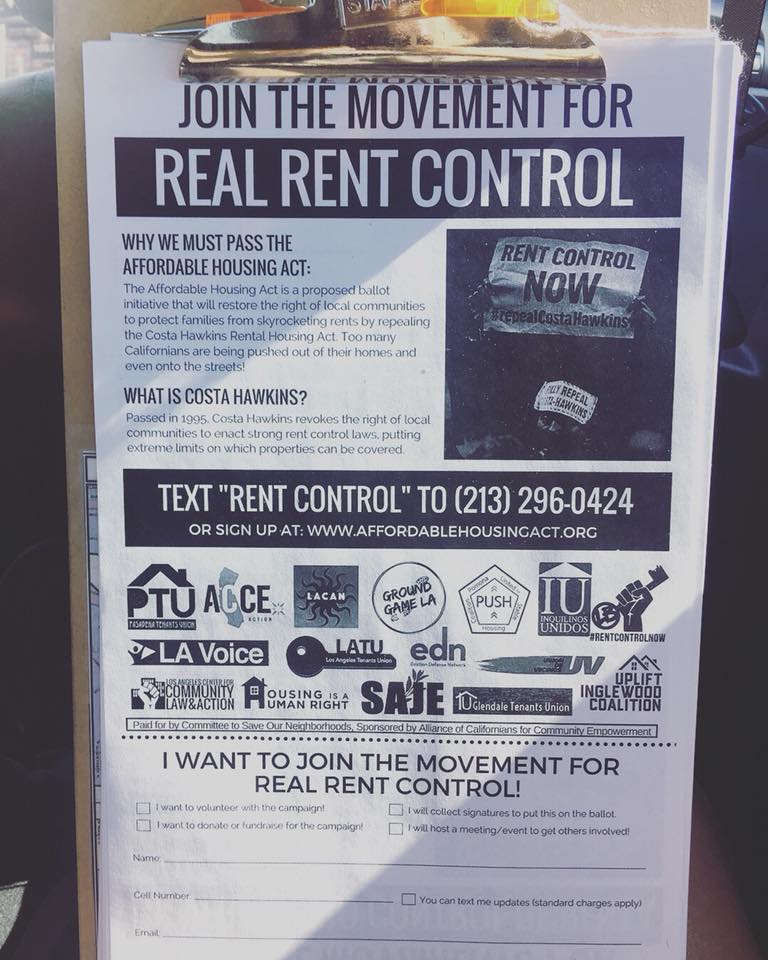 STAPLES
JOIN THE MOVEMENT FOR
REAL RENT CONTROL
WHY WE MUST PASS THE
AFFORDABLE HOUSING ACT:
The Affordable Housing Act is a proposed ballot
initiative that will restore the right of local communities
to protect families from skyrocketing rents by repealing
the Costa Hawkins Rental Housing Act. Too many
Californians are being pushed out of their homes and
even onto the streets!
WHAT IS COSTA HAWKINS?
Passed in 1995, Costa Hawkins revokes the right of local
communities to enact strong rent control laws, putting
extreme limits on which properties can be covered.
RENT CONTROL
NOW
#repealCostaHawkins
REPEAL
TEXT "RENT CONTROL" TO (213) 296-0424
OR SIGN UP AT: WWW.AFFORDABLEHOUSINGACT.ORG
PTU
PASADENA TENANTS UNION
ACCE
ACTION
LACAN
GROUND
GAME LA
Pomona United
PUSH
Housing
IU
INQUILINOS
UNIDOS
#RENTCONTROLNOW
LA Voice
LATU
Los Angeles Tenants Union
edn
Eviction Defense Network
UV
LOS ANGELES CENTER FOR
COMMUNITY
LAW&ACTION
HOUSING IS A
HUMAN RIGHT
SAJE
Glendale Tenants Union
UPLIFT
INGLEWOOD
COALITION
Paid for by Committee to Save Our Neighborhoods, Sponsored by Alliance of Californians for Community Empowerment
I WANT TO JOIN THE MOVEMENT FOR
REAL RENT CONTROL!
I want to volunteer with the campaign!
I will collect signatures to put this on the ballot.
I want to donate or fundraise for the campaign!
I will host a meeting/event to get others involved!
Name:
Cell Number:
You can text me updates (standard charges apply)
Email: